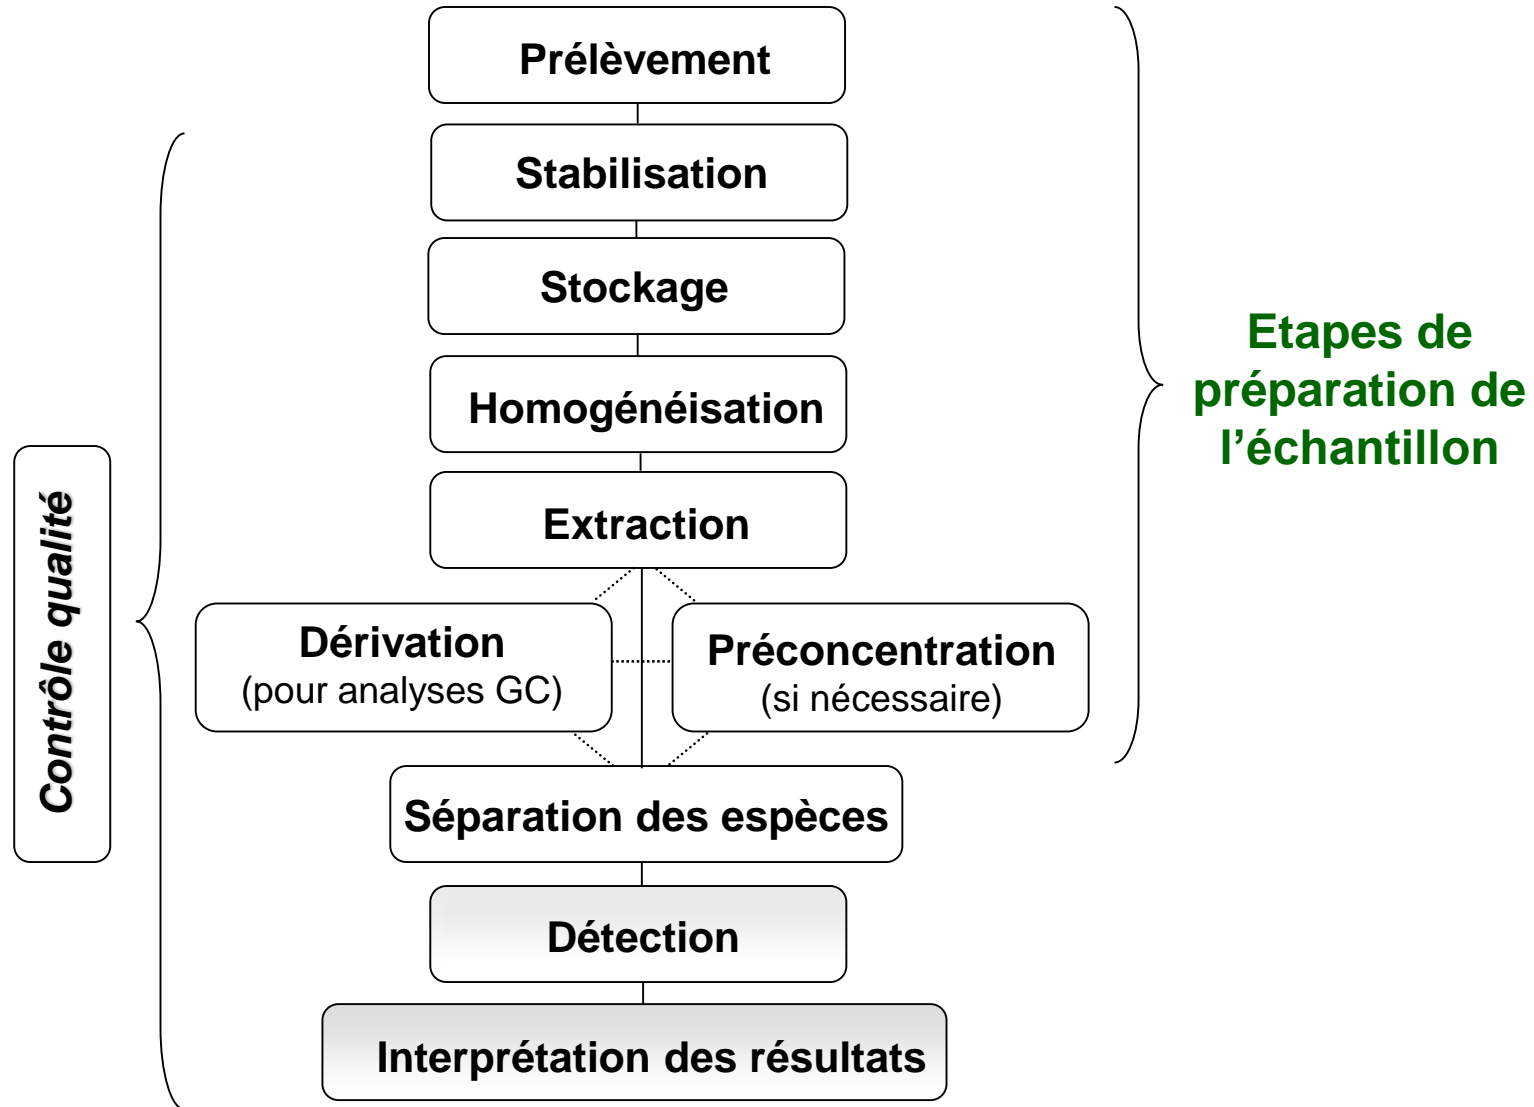 Prélèvement
Stabilisation
Stockage
Homogénéisation
Extraction
Dérivation
(pour analyses GC)
Préconcentration
(si nécessaire)
Séparation des espèces
Détection
Interprétation des résultats
Contrôle qualité
Etapes de
préparation de
l’échantillon